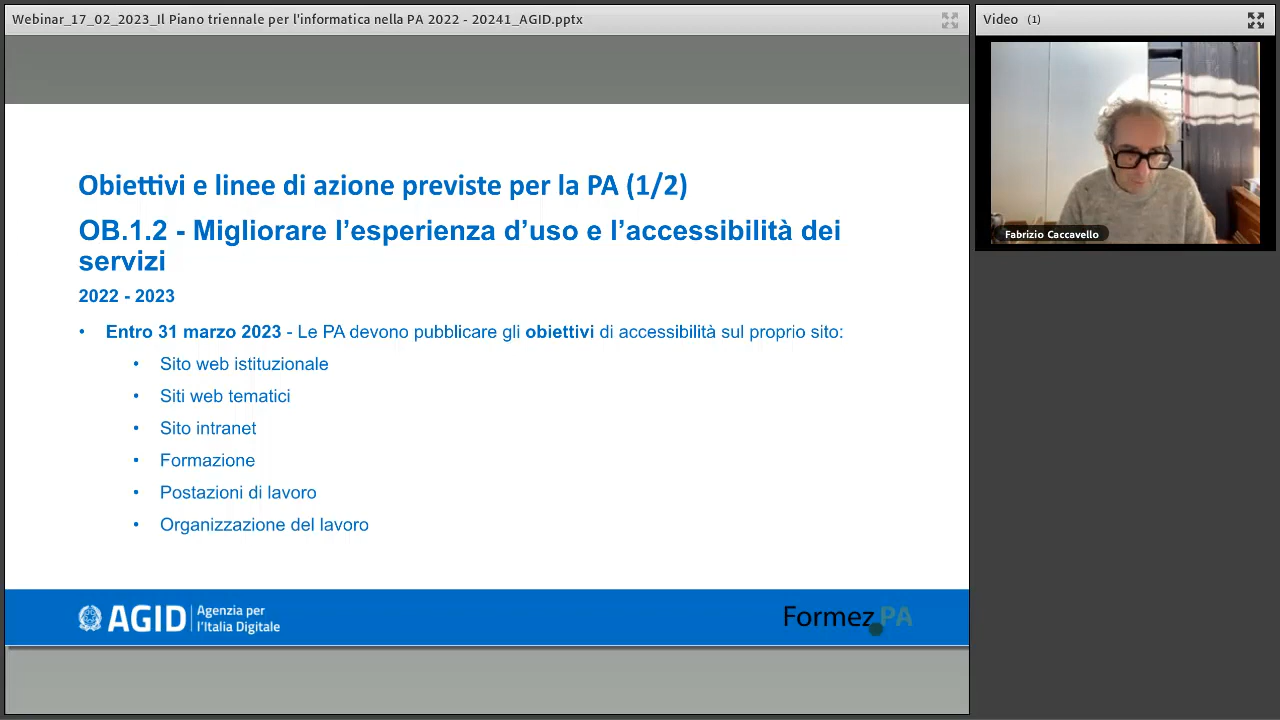 Webinar_17_02_2023_Il Piano triennale per l'informatica nella PA 2022 - 20241_AGID.pptx
Video (1)
Fabrizio Caccavello
Obiettivi e linee di azione previste per la PA (1/2)
OB.1.2 - Migliorare l’esperienza d’uso e l’accessibilità dei
servizi
2022 - 2023
• Entro 31 marzo 2023 - Le PA devono pubblicare gli obiettivi di accessibilità sul proprio sito:
• Sito web istituzionale
• Siti web tematici
• Sito intranet
• Formazione
• Postazioni di lavoro
• Organizzazione del lavoro
AGID
Agenzia per
l’Italia Digitale
Formez PA